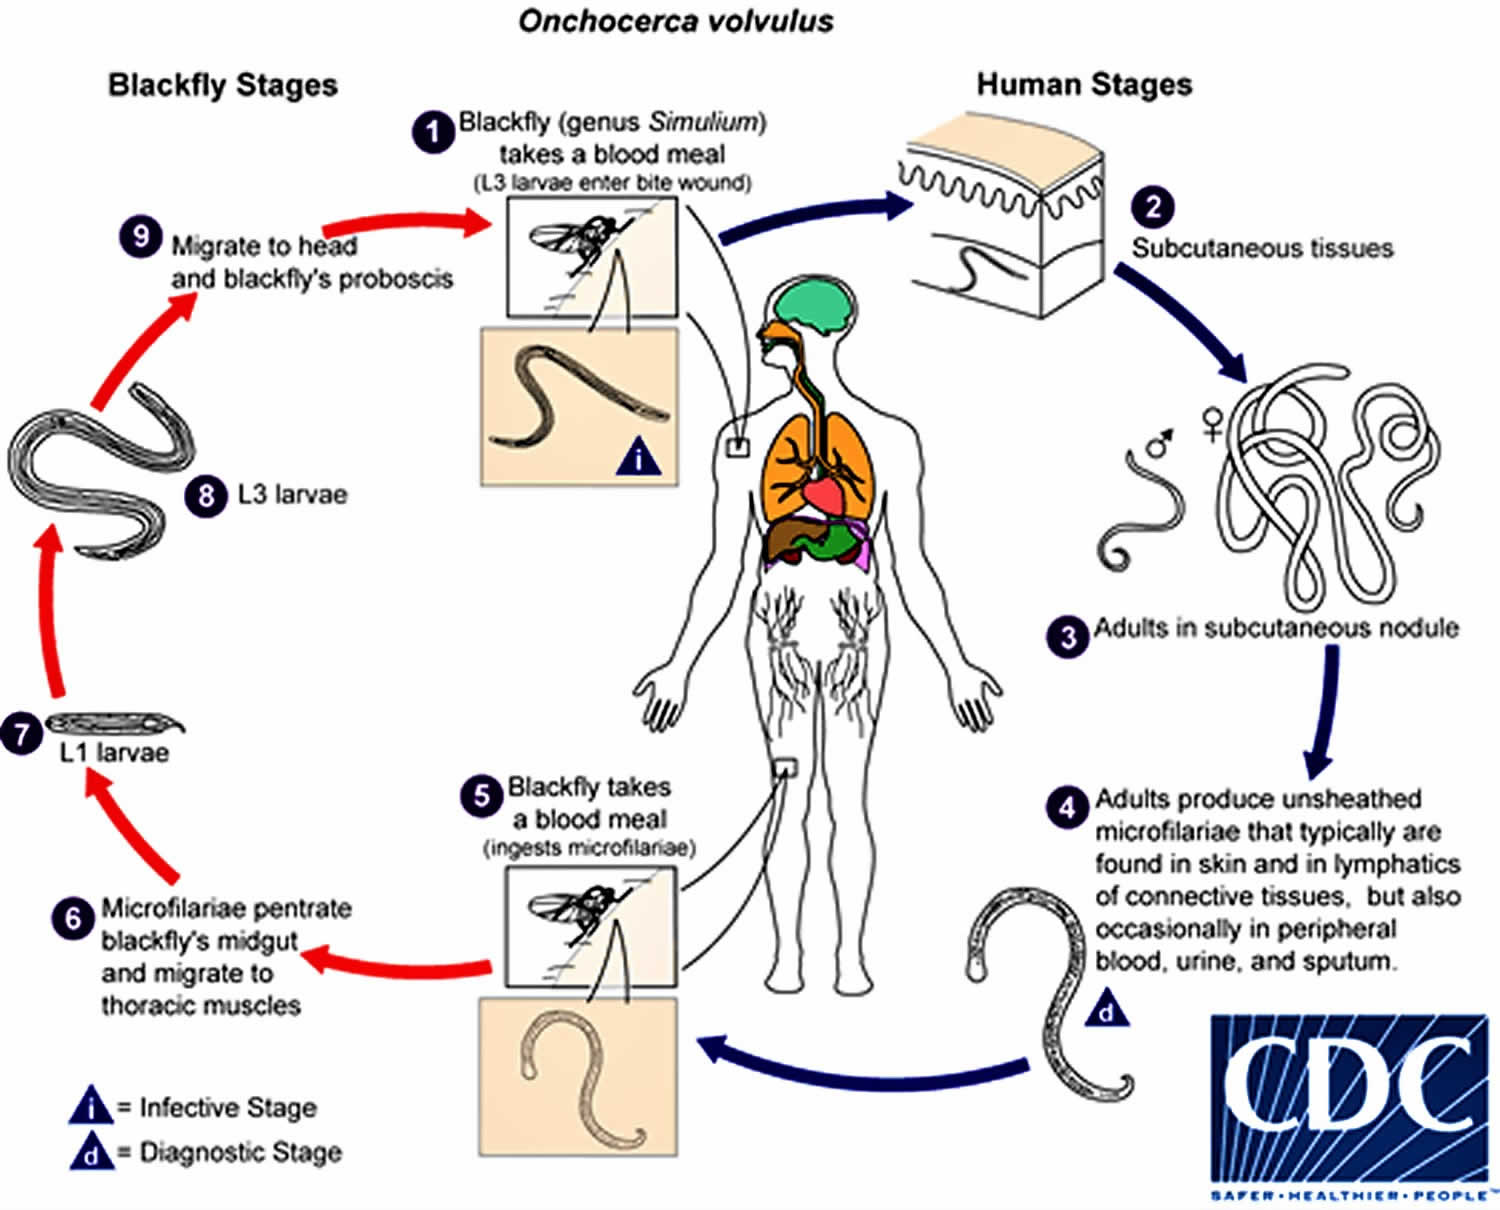 Onchocerca volvulus
Blackfly Stages
Human Stages
1
Blackfly (genus Simulium)
takes a blood meal
(L3 larvae enter bite wound)
i
2
Subcutaneous tissues
♂
♀
3
Adults in subcutaneous nodule
4
Adults produce unsheathed
microfilariae that typically are
found in skin and in lymphatics
of connective tissues, but also
occasionally in peripheral
blood, urine, and sputum.
d
5
Blackfly takes
a blood meal
(ingests microfilariae)
6
Microfilariae pentrate
blackfly's midgut
and migrate to
thoracic muscles
7
L1 larvae
8
L3 larvae
9
Migrate to head
and blackfly's proboscis
i = Infective Stage
d = Diagnostic Stage
CDC
SAFER•HEALTHIER•PEOPLE™